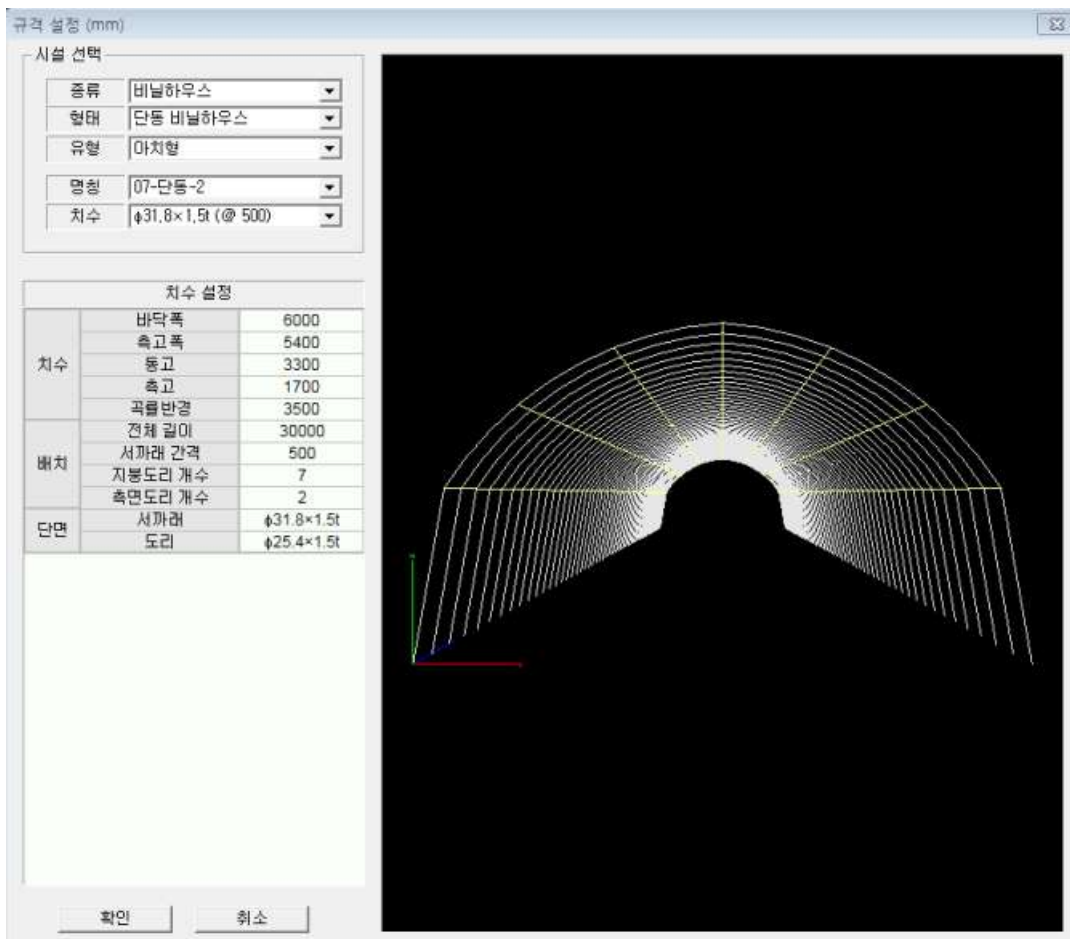 규격 설정 (mm)
시설 선택
종류 비닐하우스
형태 단동 비닐하우스
유형 아치형
명칭 07-단동-2
치수 ϕ31.8×1.5t (@ 500)
치수 설정
치수
바닥폭 6000
측고폭 5400
동고 3300
측고 1700
곡률반경 3500
배치
전체 길이 30000
서까래 간격 500
지붕도리 개수 7
측면도리 개수 2
단면
서까래 ϕ31.8×1.5t
도리 ϕ25.4×1.5t
확인 취소